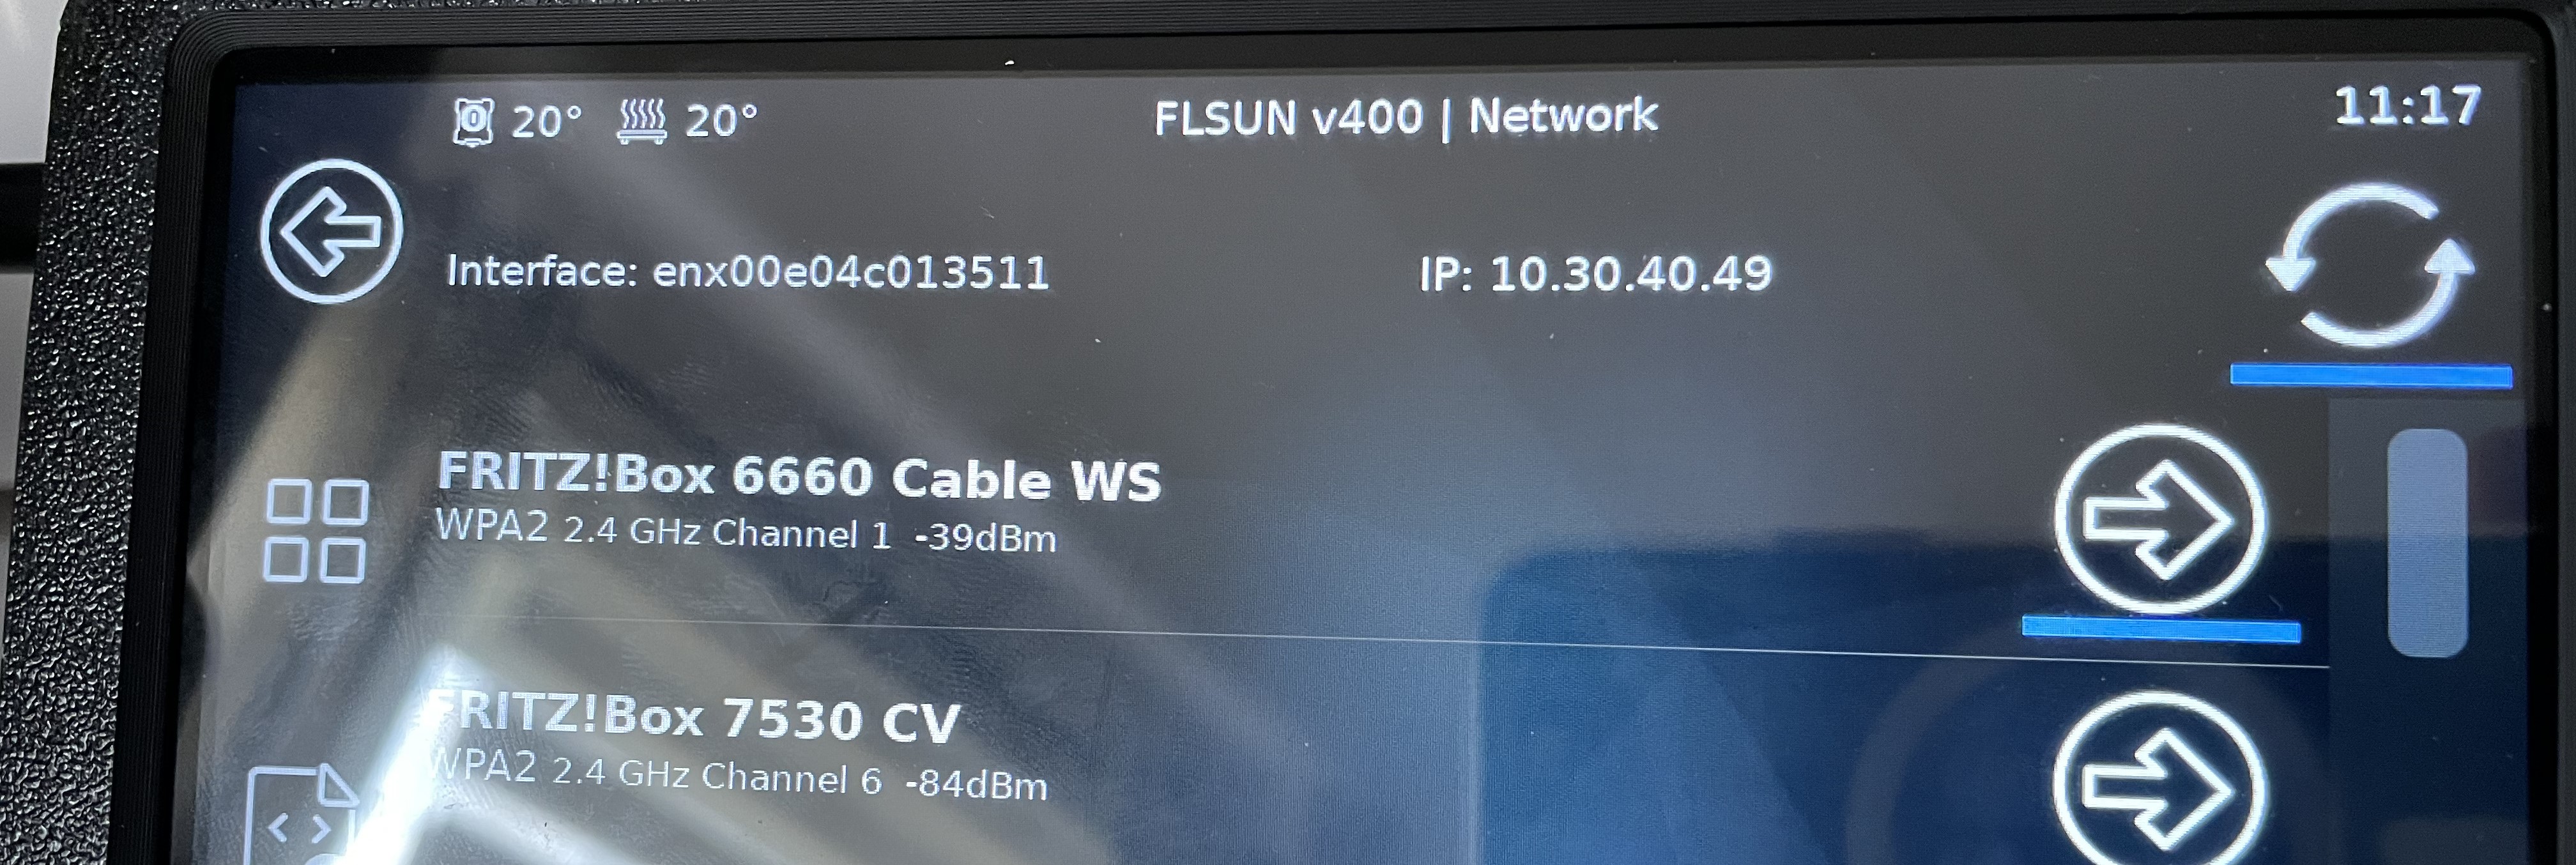 20° 20° FLSUN v400 | Network 11:17
Interface: enx00e04c013511 IP: 10.30.40.49
FRITZ!Box 6660 Cable WS
WPA2 2.4 GHz Channel 1 -39dBm
FRITZ!Box 7530 CV
WPA2 2.4 GHz Channel 6 -84dBm